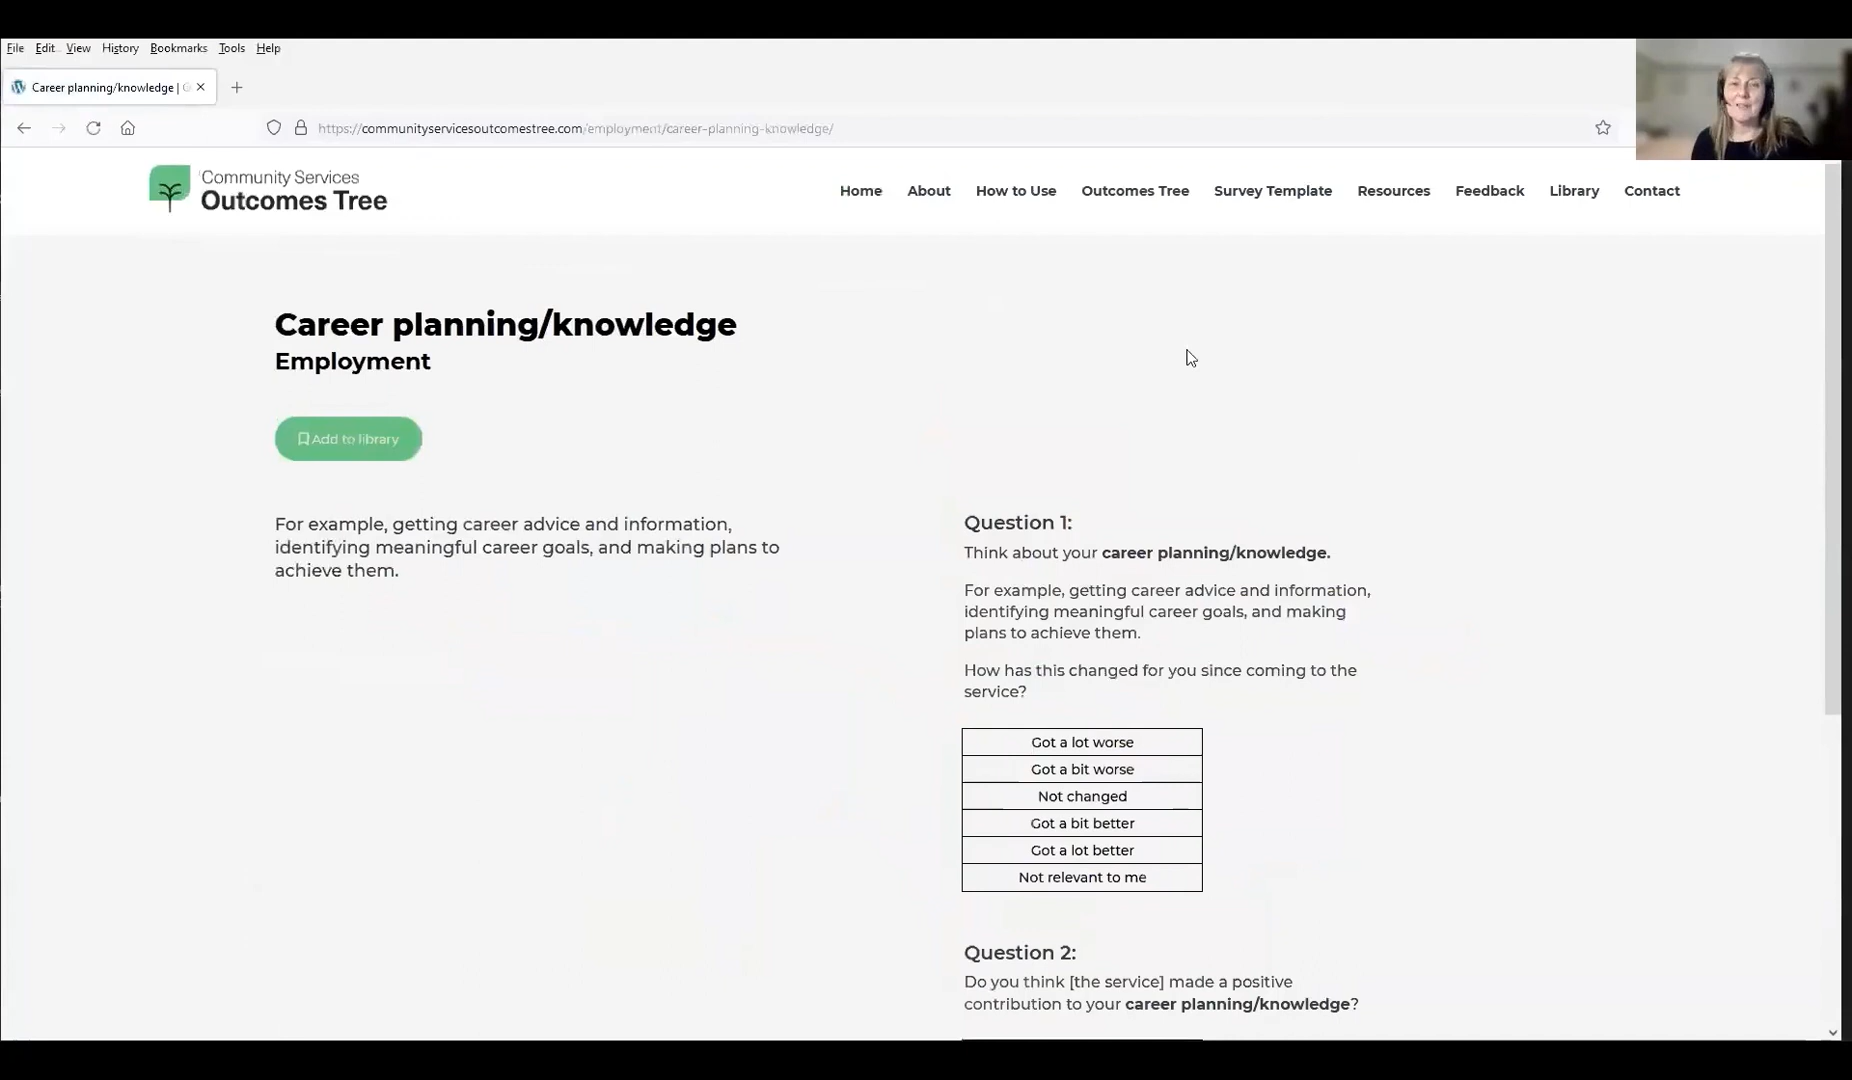 File Edit View History Bookmarks Tools Help
Career planning/knowledge |
https://communityservicesoutcomestree.com/employment/career-planning-knowledge/
Community Services
Outcomes Tree
Home About How to Use Outcomes Tree Survey Template Resources Feedback Library Contact
Career planning/knowledge
Employment
Add to library
For example, getting career advice and information,
identifying meaningful career goals, and making plans to
achieve them.
Question 1:
Think about your career planning/knowledge.
For example, getting career advice and information,
identifying meaningful career goals, and making
plans to achieve them.
How has this changed for you since coming to the
service?
Got a lot worse
Got a bit worse
Not changed
Got a bit better
Got a lot better
Not relevant to me
Question 2:
Do you think [the service] made a positive
contribution to your career planning/knowledge?